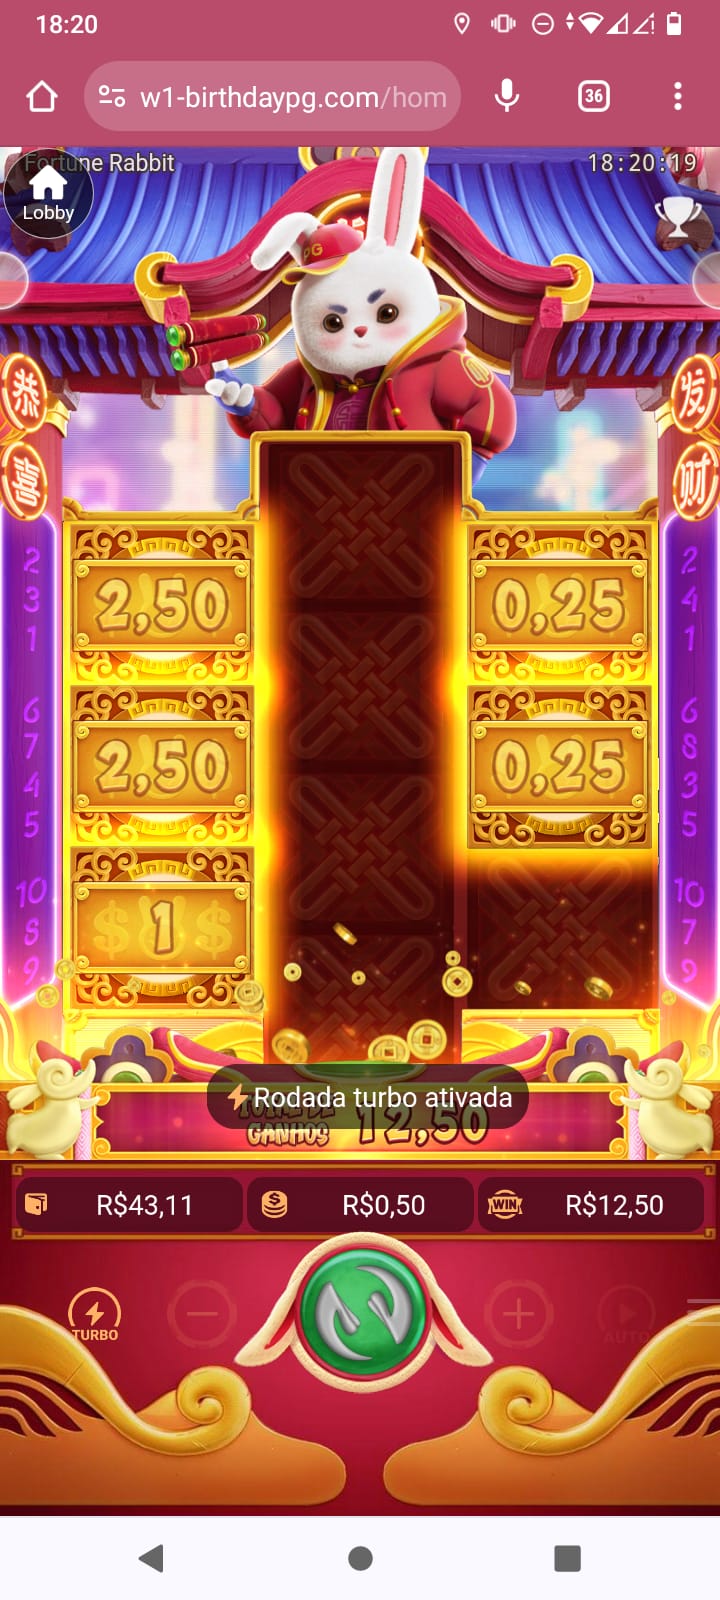 18:20
36
w1-birthdaypg.com/hom
Fortune Rabbit
18:20:19
Lobby
PG
恭
喜
发
财
2,50
0,25
2,50
0,25
$ 1 $
2
3
1
6
7
4
5
10
8
9
2
4
1
6
8
3
5
10
7
9
Rodada turbo ativada
GANHOS 12,50
R$43,11
R$0,50
WIN
R$12,50
TURBO
AUTO